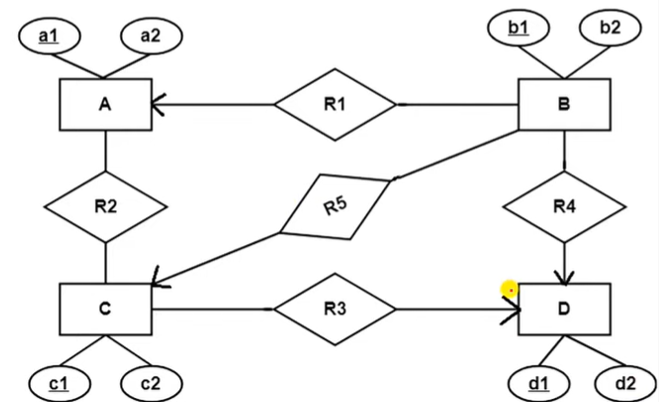 a1 a2 b1 b2
A R1 B
R2 R5 R4
C R3 D
c1 c2 d1 d2